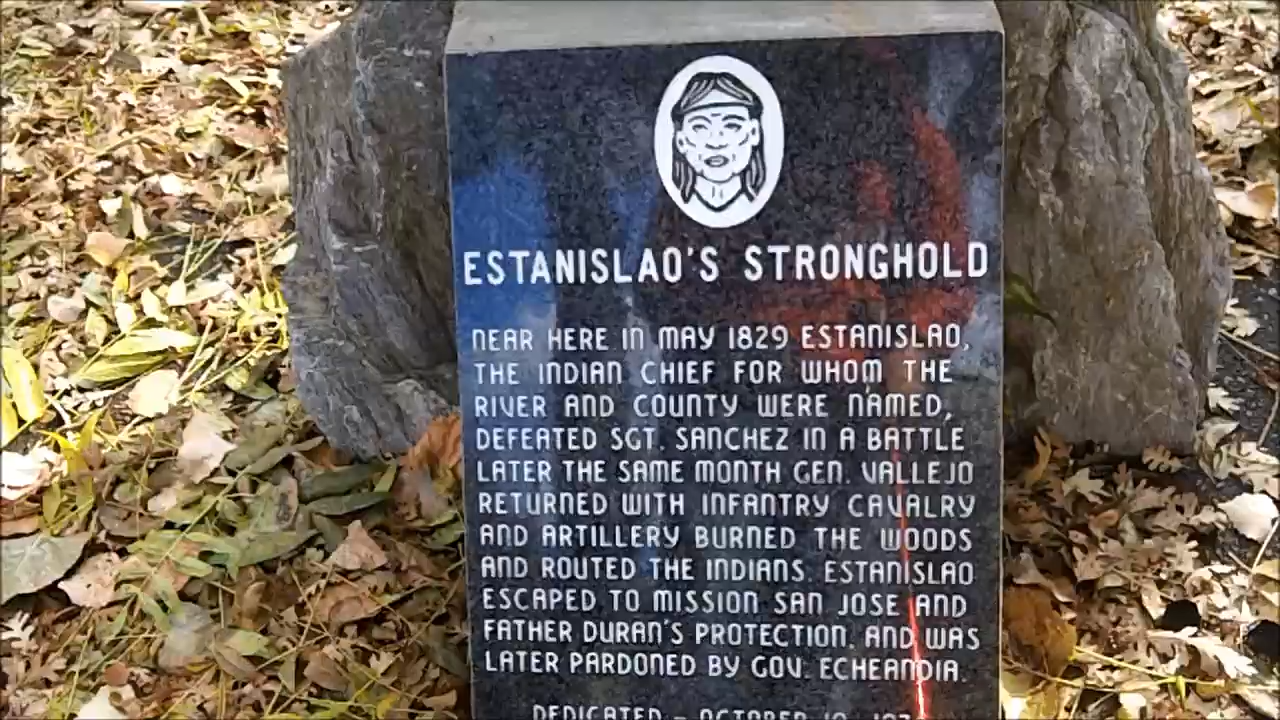 ESTANISLAO'S STRONGHOLD
NEAR HERE IN MAY 1829 ESTANISLAO,
THE INDIAN CHIEF FOR WHOM THE
RIVER AND COUNTY WERE NAMED,
DEFEATED SGT. SANCHEZ IN A BATTLE
LATER THE SAME MONTH GEN. VALLEJO
RETURNED WITH INFANTRY CAVALRY
AND ARTILLERY BURNED THE WOODS
AND ROUTED THE INDIANS. ESTANISLAO
ESCAPED TO MISSION SAN JOSE AND
FATHER DURAN'S PROTECTION. AND WAS
LATER PARDONED BY GOV. ECHEANDIA.
DEDICATED - OCTOBER